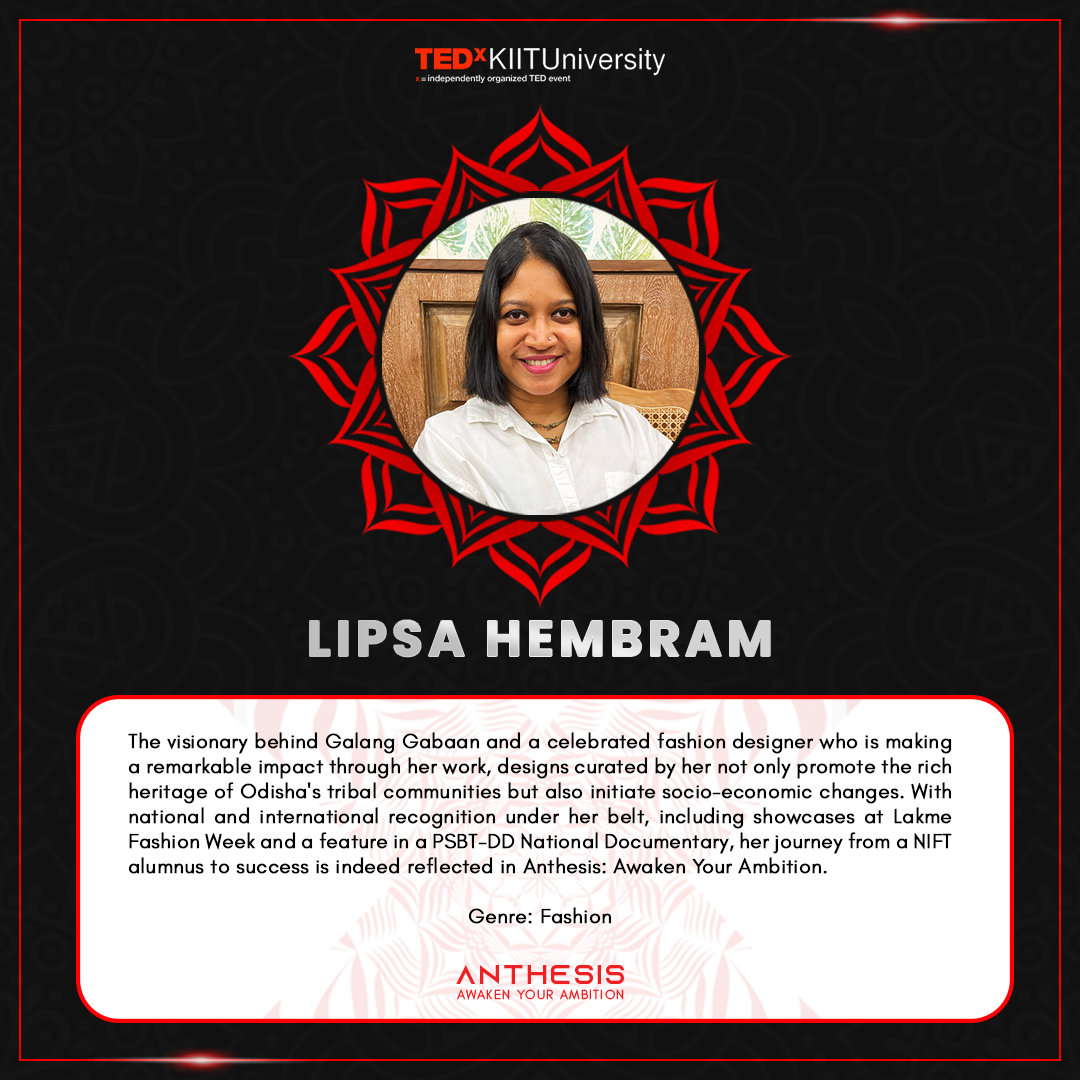 TEDxKIITUniversity
x = independently organized TED event
LIPSA HEMBRAM
The visionary behind Galang Gabaan and a celebrated fashion designer who is making
a remarkable impact through her work, designs curated by her not only promote the rich
heritage of Odisha's tribal communities but also initiate socio-economic changes. With
national and international recognition under her belt, including showcases at Lakme
Fashion Week and a feature in a PSBT-DD National Documentary, her journey from a NIFT
alumnus to success is indeed reflected in Anthesis: Awaken Your Ambition.
Genre: Fashion
ANTHESIS
AWAKEN YOUR AMBITION